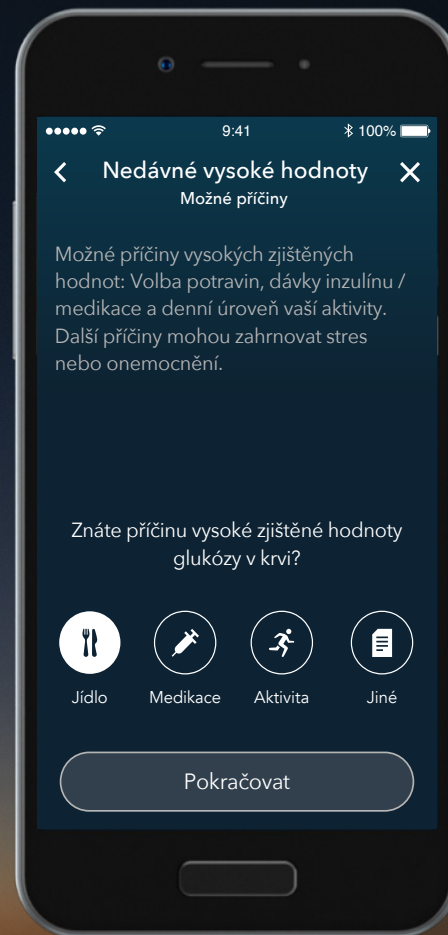 9:41
100%
Nedávné vysoké hodnoty
Možné příčiny
Možné příčiny vysokých zjištěných
hodnot: Volba potravin, dávky inzulínu /
medikace a denní úroveň vaší aktivity.
Další příčiny mohou zahrnovat stres
nebo onemocnění.
Znáte příčinu vysoké zjištěné hodnoty
glukózy v krvi?
Jídlo Medikace Aktivita Jiné
Pokračovat